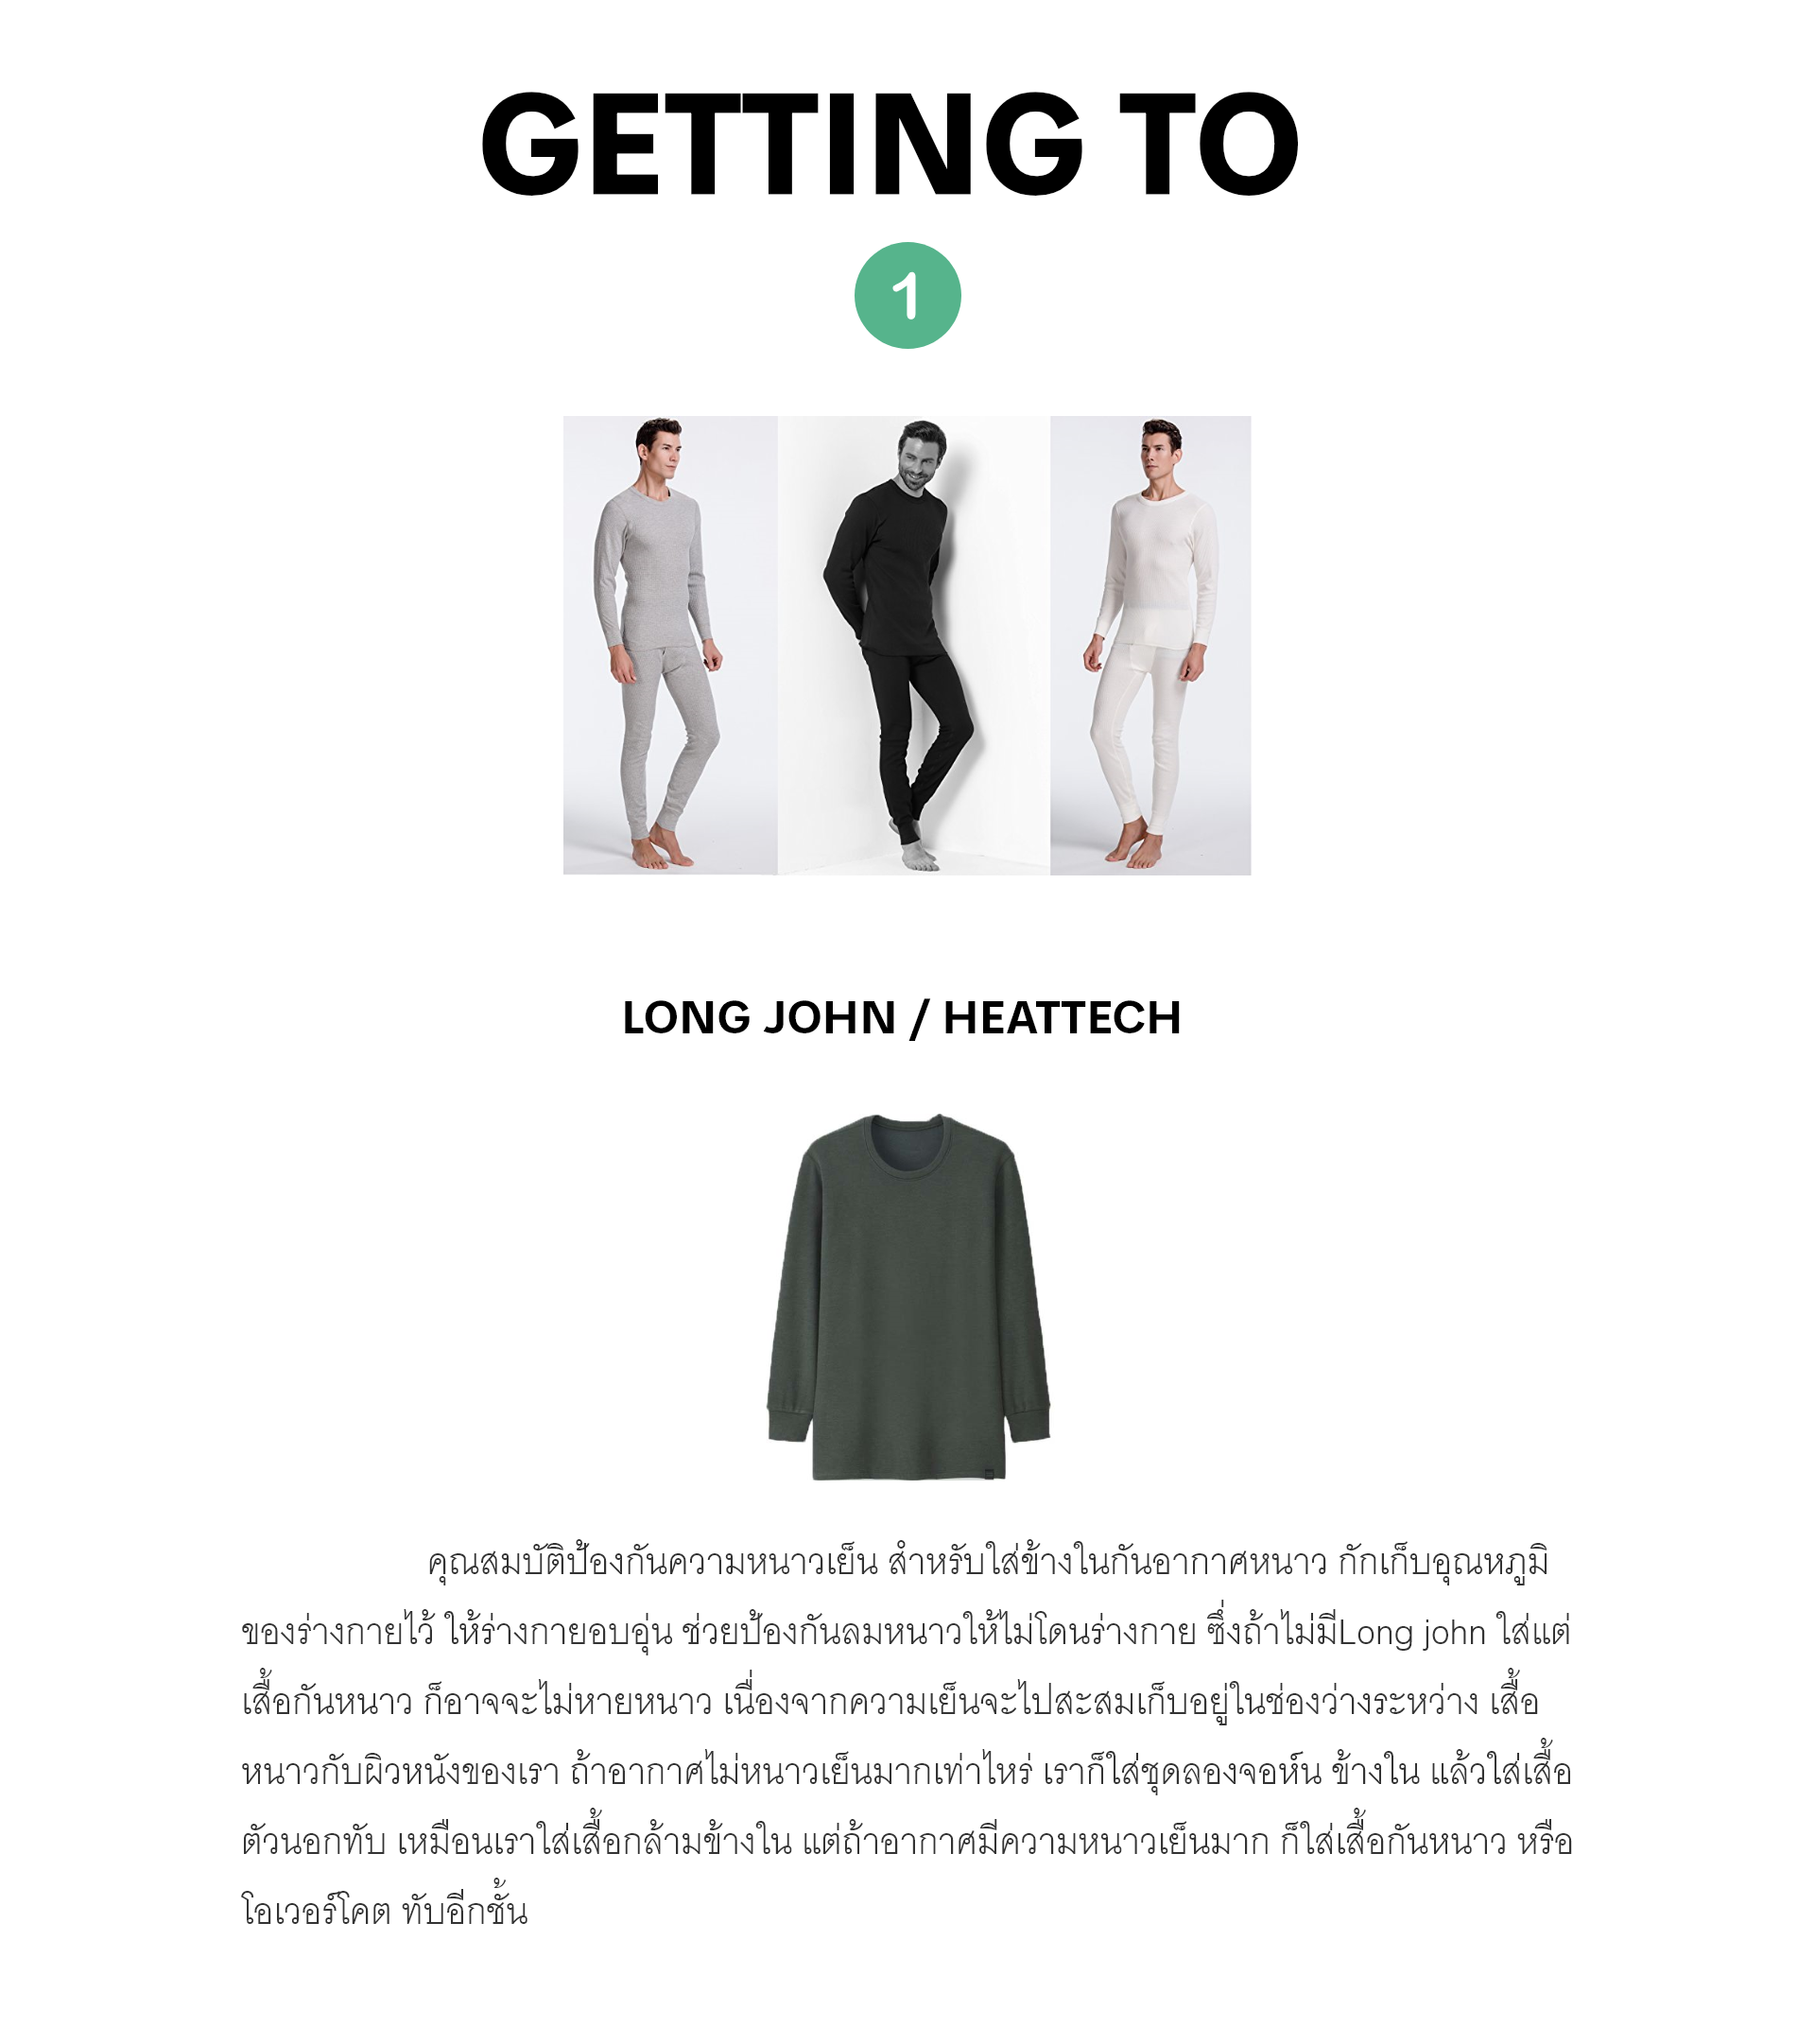 GETTING TO
1
LONG JOHN / HEATTECH
คุณสมบัติป้องกันความหนาวเย็น สำหรับใส่ข้างในกันอากาศหนาว กักเก็บอุณหภูมิ
ของร่างกายไว้ ให้ร่างกายอบอุ่น ช่วยป้องกันลมหนาวให้ไม่โดนร่างกาย ซึ่งถ้าไม่มีLong john ใส่แต่
เสื้อกันหนาว ก็อาจจะไม่หายหนาว เนื่องจากความเย็นจะไปสะสมเก็บอยู่ในช่องว่างระหว่าง เสื้อ
หนาวกับผิวหนังของเรา ถ้าอากาศไม่หนาวเย็นมากเท่าไหร่ เราก็ใส่ชุดลองจอห์น ข้างใน แล้วใส่เสื้อ
ตัวนอกทับ เหมือนเราใส่เสื้อกล้ามข้างใน แต่ถ้าอากาศมีความหนาวเย็นมาก ก็ใส่เสื้อกันหนาว หรือ
โอเวอร์โคต ทับอีกชั้น